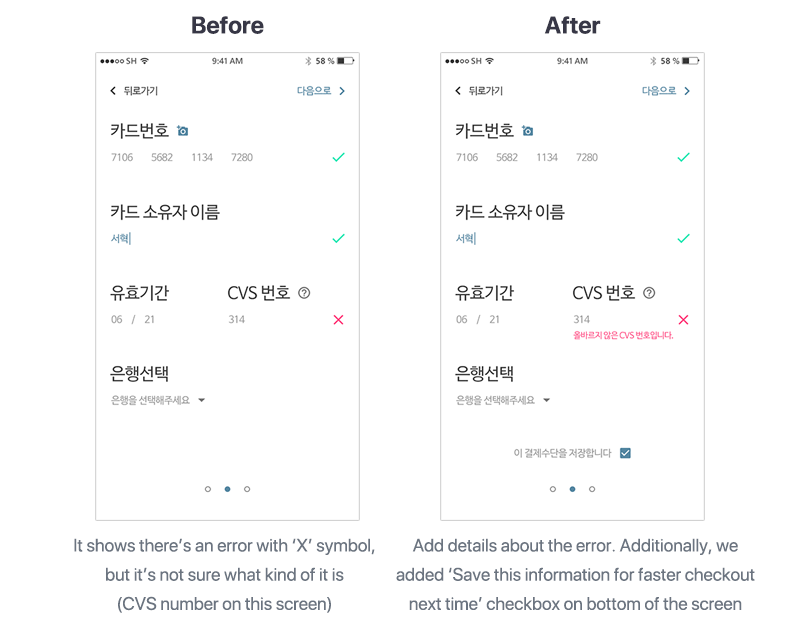 Before
After
●●●○○ SH 9:41 AM 58 %
뒤로가기 다음으로
카드번호
7106 5682 1134 7280
카드 소유자 이름
서혁
유효기간 CVS 번호
06 / 21 314
은행선택
은행을 선택해주세요
●●●○○ SH 9:41 AM 58 %
뒤로가기 다음으로
카드번호
7106 5682 1134 7280
카드 소유자 이름
서혁
유효기간 CVS 번호
06 / 21 314
올바르지 않은 CVS 번호입니다.
은행선택
은행을 선택해주세요
이 결제수단을 저장합니다
It shows there's an error with ‘X’ symbol,
but it's not sure what kind of it is
(CVS number on this screen)
Add details about the error. Additionally, we
added ‘Save this information for faster checkout
next time’ checkbox on bottom of the screen